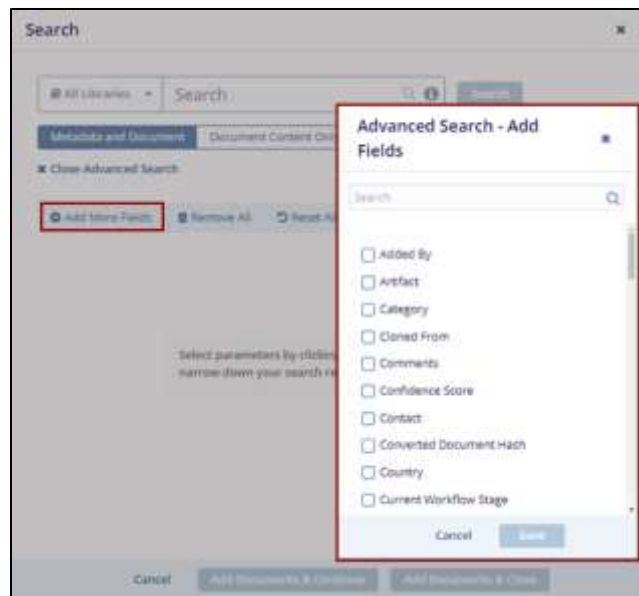 Search
All Libraries
Search
Search
Metadata and Document
Document Content Only
Close Advanced Search
Add More Fields
Remove All
Reset All
Select parameters by clicking
narrow down your search re
Advanced Search - Add
Fields
Search
Added By
Artifact
Category
Cloned From
Comments
Confidence Score
Contact
Converted Document Hash
Country
Current Workflow Stage
Cancel
Save
Cancel
Add Documents & Continue
Add Documents & Close